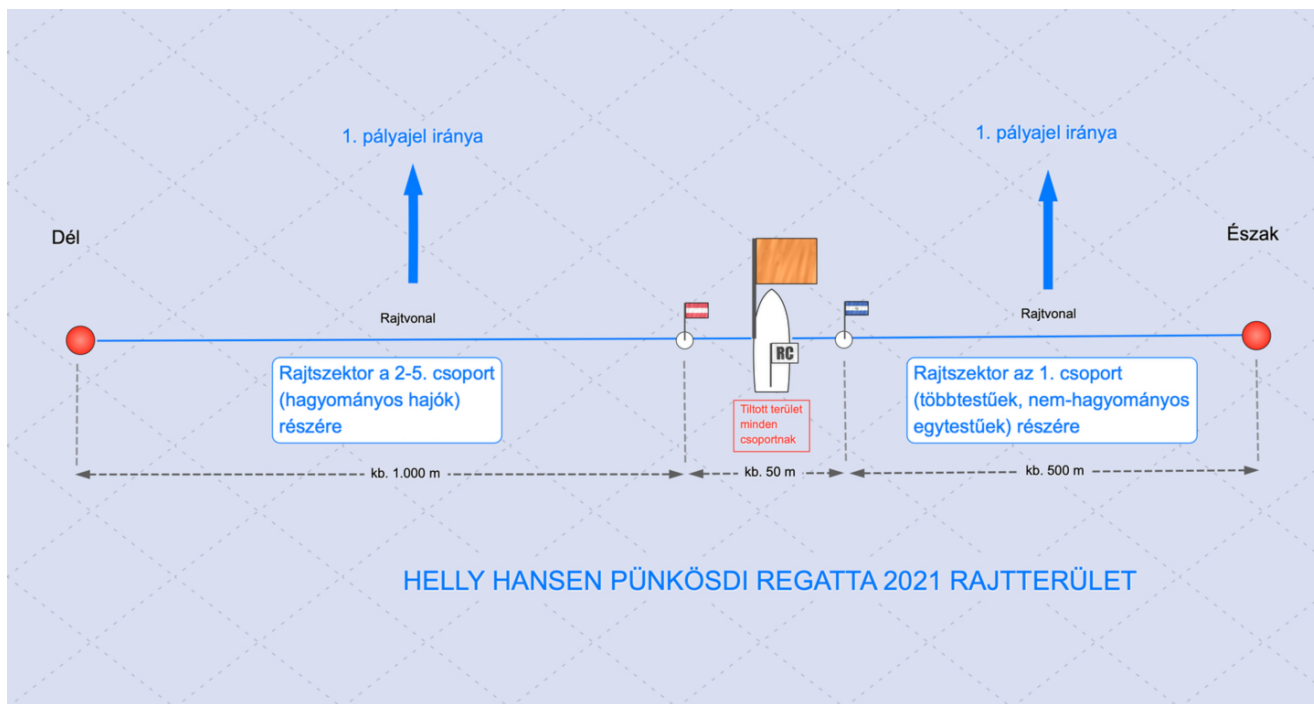 1. pályajel iránya
1. pályajel iránya
Dél
Észak
Rajtvonal
Rajtvonal
RC
Rajtszektor a 2-5. csoport
(hagyományos hajók)
részére
Tiltott terület
minden
csoportnak
Rajtszektor az 1. csoport
(többtestűek, nem-hagyományos
egytestűek) részére
kb. 1.000 m
kb. 50 m
kb. 500 m
HELLY HANSEN PÜNKÖSDI REGATTA 2021 RAJTTERÜLET